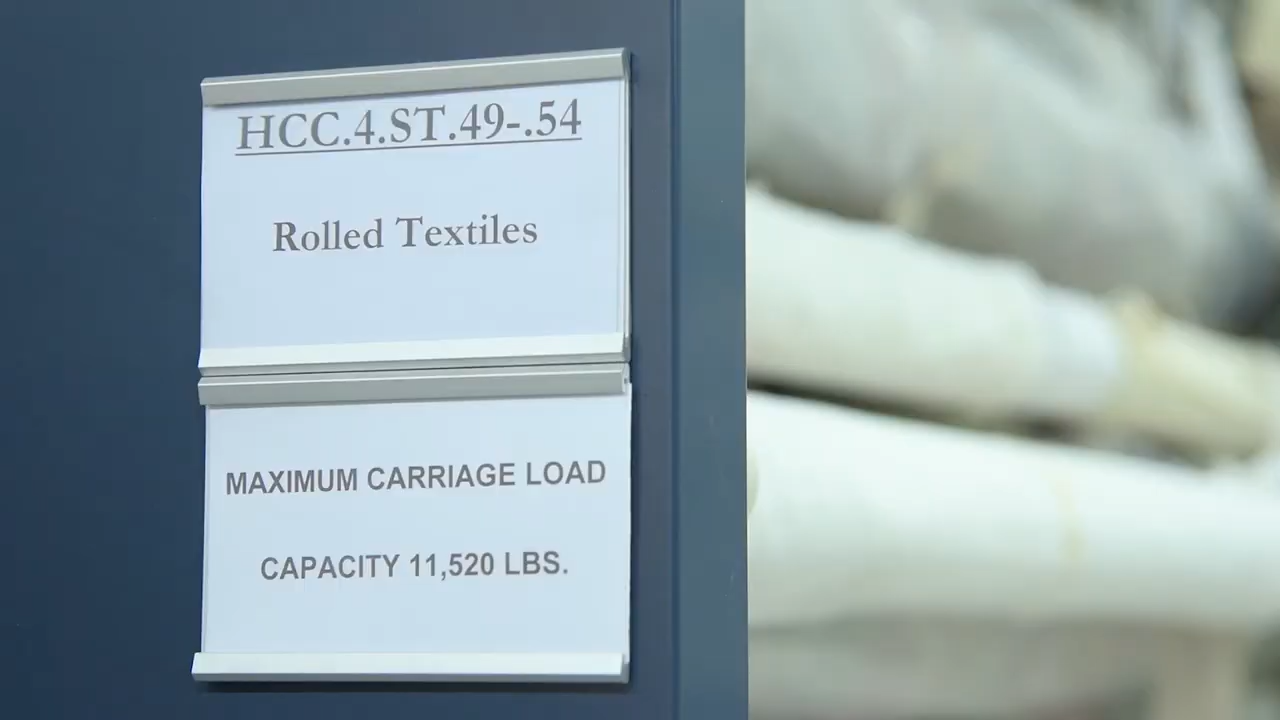 HCC.4.ST.49-.54
Rolled Textiles
MAXIMUM CARRIAGE LOAD
CAPACITY 11,520 LBS.